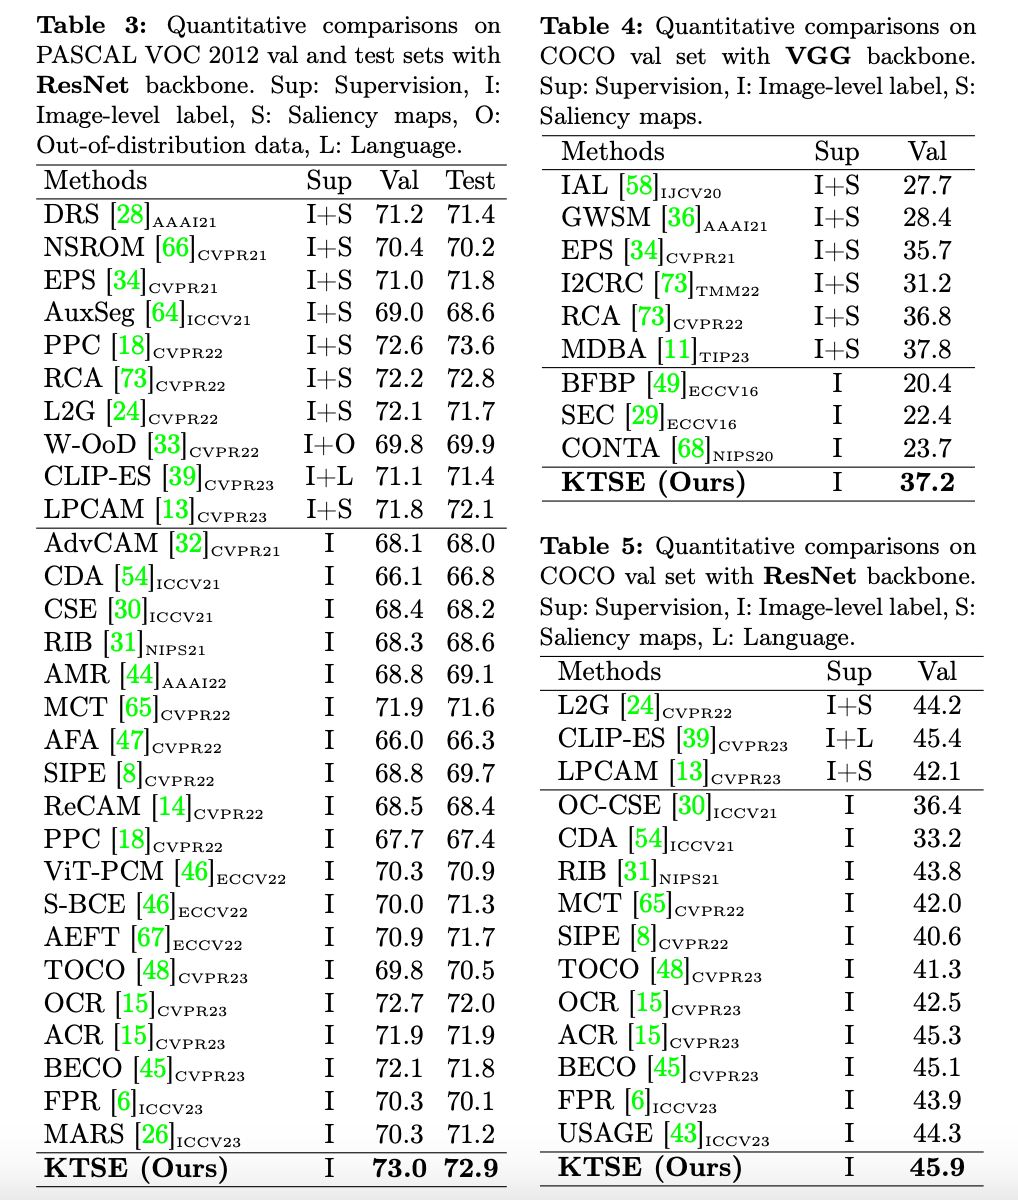 Table 3: Quantitative comparisons on
PASCAL VOC 2012 val and test sets with
ResNet backbone. Sup: Supervision, I:
Image-level label, S: Saliency maps, O:
Out-of-distribution data, L: Language.
Methods Sup Val Test
DRS [28]AAAI21 I+S 71.2 71.4
NSROM [66]CVPR21 I+S 70.4 70.2
EPS [34]CVPR21 I+S 71.0 71.8
AuxSeg [64]ICCV21 I+S 69.0 68.6
PPC [18]CVPR22 I+S 72.6 73.6
RCA [73]CVPR22 I+S 72.2 72.8
L2G [24]CVPR22 I+S 72.1 71.7
W-OoD [33]CVPR22 I+O 69.8 69.9
CLIP-ES [39]CVPR23 I+L 71.1 71.4
LPCAM [13]CVPR23 I+S 71.8 72.1
AdvCAM [32]CVPR21 I 68.1 68.0
CDA [54]ICCV21 I 66.1 66.8
CSE [30]ICCV21 I 68.4 68.2
RIB [31]NIPS21 I 68.3 68.6
AMR [44]AAAI22 I 68.8 69.1
MCT [65]CVPR22 I 71.9 71.6
AFA [47]CVPR22 I 66.0 66.3
SIPE [8]CVPR22 I 68.8 69.7
ReCAM [14]CVPR22 I 68.5 68.4
PPC [18]CVPR22 I 67.7 67.4
ViT-PCM [46]ECCV22 I 70.3 70.9
S-BCE [46]ECCV22 I 70.0 71.3
AEFT [67]ECCV22 I 70.9 71.7
TOCO [48]CVPR23 I 69.8 70.5
OCR [15]CVPR23 I 72.7 72.0
ACR [15]CVPR23 I 71.9 71.9
BECO [45]CVPR23 I 72.1 71.8
FPR [6]ICCV23 I 70.3 70.1
MARS [26]ICCV23 I 70.3 71.2
KTSE (Ours) I 73.0 72.9
Table 4: Quantitative comparisons on
COCO val set with VGG backbone.
Sup: Supervision, I: Image-level label, S:
Saliency maps.
Methods Sup Val
IAL [58]IJCV20 I+S 27.7
GWSM [36]AAAI21 I+S 28.4
EPS [34]CVPR21 I+S 35.7
I2CRC [73]TMM22 I+S 31.2
RCA [73]CVPR22 I+S 36.8
MDBA [11]TIP23 I+S 37.8
BFBP [49]ECCV16 I 20.4
SEC [29]ECCV16 I 22.4
CONTA [68]NIPS20 I 23.7
KTSE (Ours) I 37.2
Table 5: Quantitative comparisons on
COCO val set with ResNet backbone.
Sup: Supervision, I: Image-level label, S:
Saliency maps, L: Language.
Methods Sup Val
L2G [24]CVPR22 I+S 44.2
CLIP-ES [39]CVPR23 I+L 45.4
LPCAM [13]CVPR23 I+S 42.1
OC-CSE [30]ICCV21 I 36.4
CDA [54]ICCV21 I 33.2
RIB [31]NIPS21 I 43.8
MCT [65]CVPR22 I 42.0
SIPE [8]CVPR22 I 40.6
TOCO [48]CVPR23 I 41.3
OCR [15]CVPR23 I 42.5
ACR [15]CVPR23 I 45.3
BECO [45]CVPR23 I 45.1
FPR [6]ICCV23 I 43.9
USAGE [43]ICCV23 I 44.3
KTSE (Ours) I 45.9